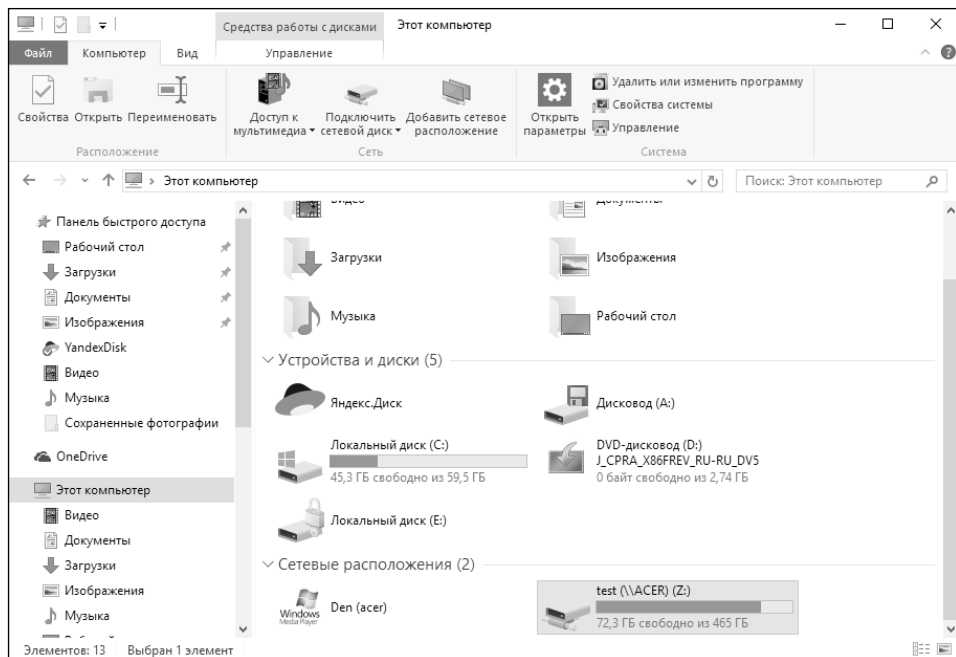 Средства работы с дисками
Этот компьютер
Файл
Компьютер
Вид
Управление
Свойства
Открыть
Переименовать
Доступ к мультимедиа
Подключить сетевой диск
Добавить сетевое расположение
Открыть параметры
Удалить или изменить программу
Свойства системы
Управление
Расположение
Сеть
Система
Этот компьютер
Поиск: Этот компьютер
Панель быстрого доступа
Рабочий стол
Загрузки
Документы
Изображения
YandexDisk
Видео
Музыка
Сохраненные фотографии
OneDrive
Этот компьютер
Видео
Документы
Загрузки
Изображения
Музыка
Видео
Документы
Загрузки
Изображения
Музыка
Рабочий стол
Устройства и диски (5)
Яндекс.Диск
Дисковод (A:)
Локальный диск (C:)
45,3 ГБ свободно из 59,5 ГБ
DVD-дисковод (D:)
J_CPRA_X86FREV_RU-RU_DV5
0 байт свободно из 2,74 ГБ
Локальный диск (E:)
Сетевые расположения (2)
Windows
Media Player
Den (acer)
test (\\ACER) (Z:)
72,3 ГБ свободно из 465 ГБ
Элементов: 13
Выбран 1 элемент